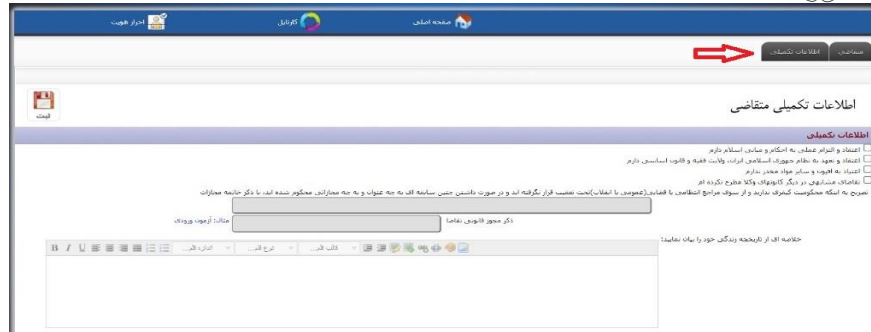 صفحه اصلی
کارتابل
احراز هویت
متقاضی
اطلاعات تکمیلی
اطلاعات تکمیلی متقاضی
ثبت
اطلاعات تکمیلی
اعتقاد و التزام عملی به احکام و مبانی اسلام دارم
اعتقاد و تعهد به نظام جمهوری اسلامی ایران، ولایت فقیه و قانون اساسی دارم
اعتیاد به افیون و سایر مواد مخدر ندارم
تقاضای مشابهی در دیگر کانونهای وکلا مطرح نکرده ام
تصریح به اینکه محکومیت کیفری ندارید و از سوی مراجع انتظامی یا قضایی(عمومی یا انقلاب)تحت تعقیب قرار نگرفته اند و در صورت داشتن چنین سابقه ای به چه عنوان و به چه مجازاتی محکوم شده اید، با ذکر خاتمه مجازات
ذکر مجوز قانونی تقاضا
مثال: آزمون ورودی
خلاصه ای از تاریخچه زندگی خود را بیان نمایید:
B I U